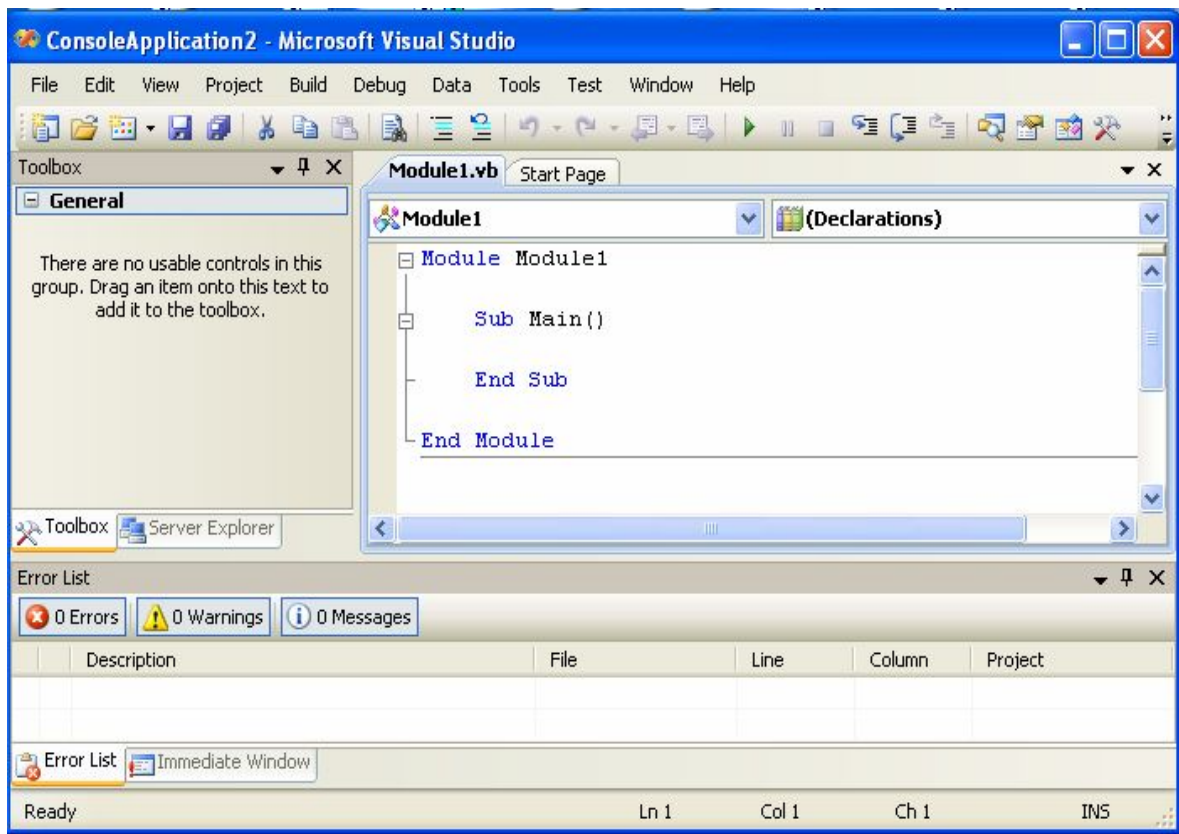 ConsoleApplication2 - Microsoft Visual Studio
File Edit View Project Build Debug Data Tools Test Window Help
Toolbox
General
There are no usable controls in this
group. Drag an item onto this text to
add it to the toolbox.
Toolbox Server Explorer
Module1.vb Start Page
Module1 (Declarations)
Module Module1
Sub Main()
End Sub
End Module
Error List
0 Errors 0 Warnings 0 Messages
Description File Line Column Project
Error List Immediate Window
Ready Ln 1 Col 1 Ch 1 INS